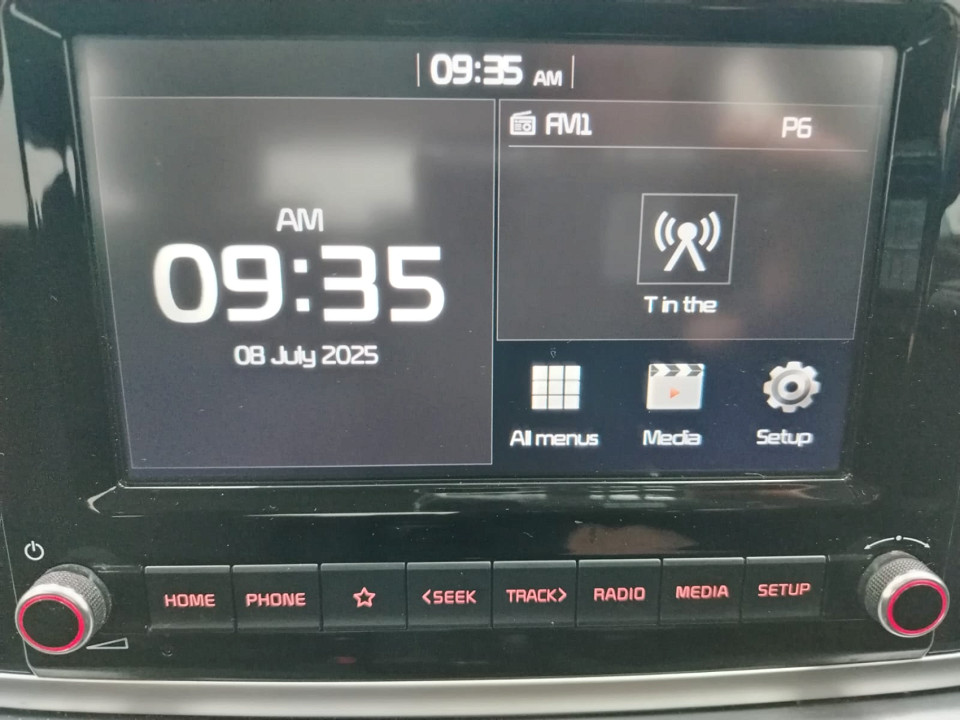 09:35 AM
AM
09:35
08 July 2025
FM1 P6
T in the
All menus Media Setup
HOME PHONE <SEEK TRACK> RADIO MEDIA SETUP